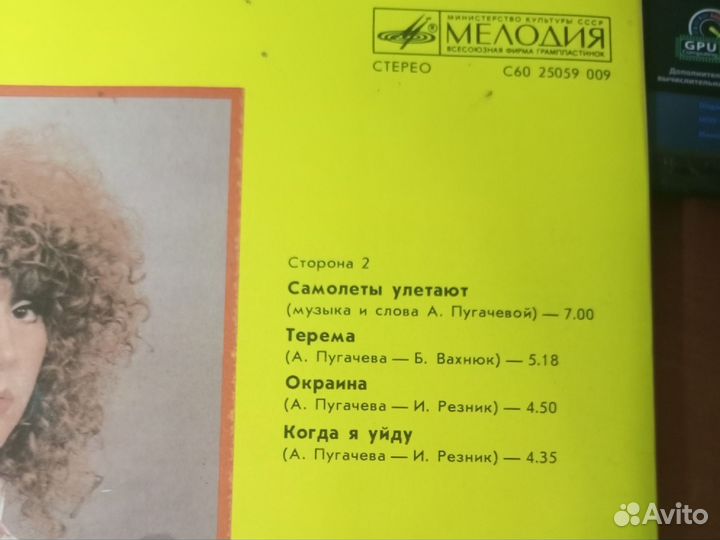 МИНИСТЕРСТВО КУЛЬТУРЫ СССР
МЕЛОДИЯ
ВСЕСОЮЗНАЯ ФИРМА ГРАМПЛАСТИНОК
СТЕРЕО С60 25059 009
GPU
Сторона 2
Самолеты улетают
(музыка и слова А. Пугачевой) — 7.00
Терема
(А. Пугачева — Б. Вахнюк) — 5.18
Окраина
(А. Пугачева — И. Резник) — 4.50
Когда я уйду
(А. Пугачева — И. Резник) — 4.35
Avito